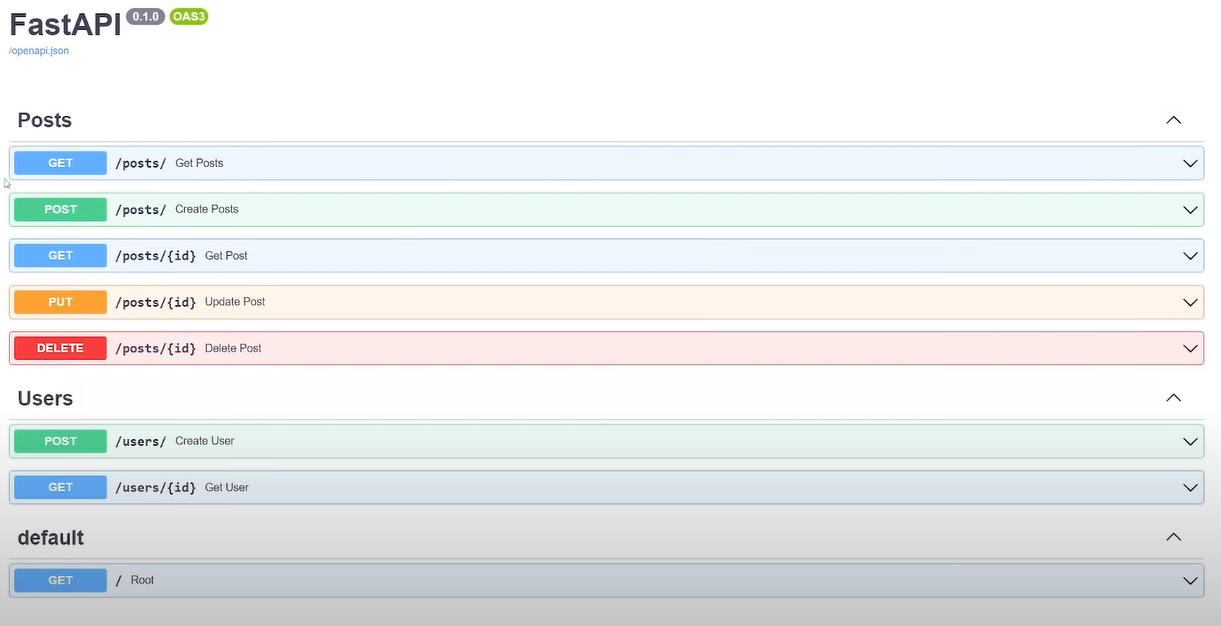 FastAPI 0.1.0 OAS3
/openapi.json
Posts
GET /posts/ Get Posts
POST /posts/ Create Posts
GET /posts/{id} Get Post
PUT /posts/{id} Update Post
DELETE /posts/{id} Delete Post
Users
POST /users/ Create User
GET /users/{id} Get User
default
GET / Root